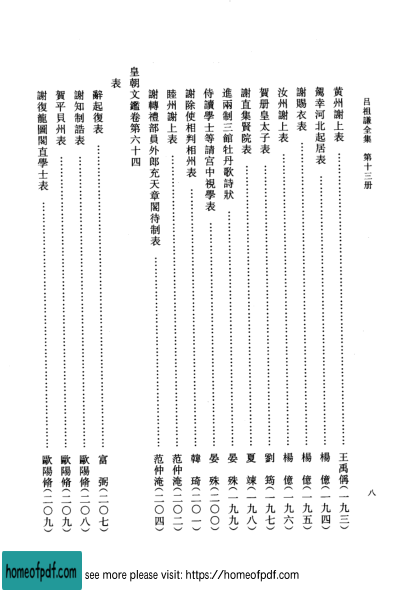 呂祖謙全集 第十三册
八
黃州謝上表……王禹偁(一九三)
駕幸河北起居表……楊億(一九四)
謝賜衣表……楊億(一九五)
汝州謝上表……楊億(一九六)
賀册皇太子表……劉筠(一九七)
謝直集賢院表……夏竦(一九八)
進兩制三館牡丹歌詩狀……晏殊(一九九)
侍讀學士等請宮中視學表……晏殊(二〇〇)
謝除使相判相州表……韓琦(二〇一)
睦州謝上表……范仲淹(二〇二)
謝轉禮部員外郎充天章閣待制表……范仲淹(二〇四)
皇朝文鑑卷第六十四
表
辭起復表……富弼(二〇七)
謝知制誥表……歐陽脩(二〇八)
賀平貝州表……歐陽脩(二〇九)
謝復龍圖閣直學士表……歐陽脩(二〇九)
homeofpdf.com
see more please visit: https://homeofpdf.com